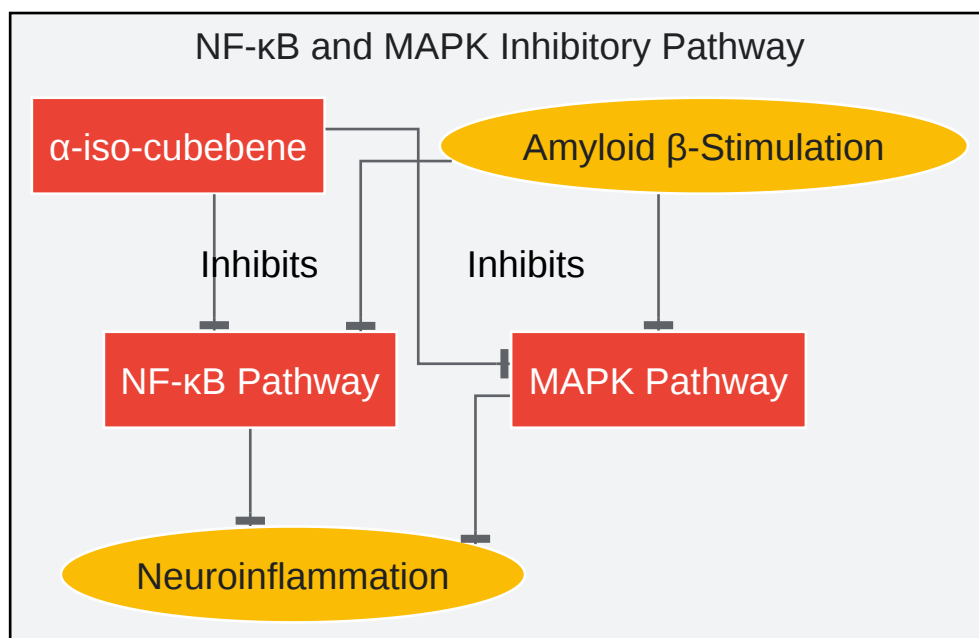 NF-κB and MAPK Inhibitory Pathway
α-iso-cubebene
Amyloid β-Stimulation
Inhibits
Inhibits
NF-κB Pathway
MAPK Pathway
Neuroinflammation